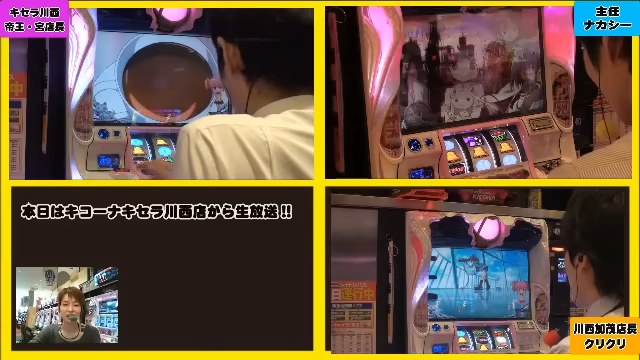 キセラ川西
帝王・宮店長
主任
ナカシー
本日はキコーナキセラ川西店から生放送!!
川西加茂店長
クリクリ